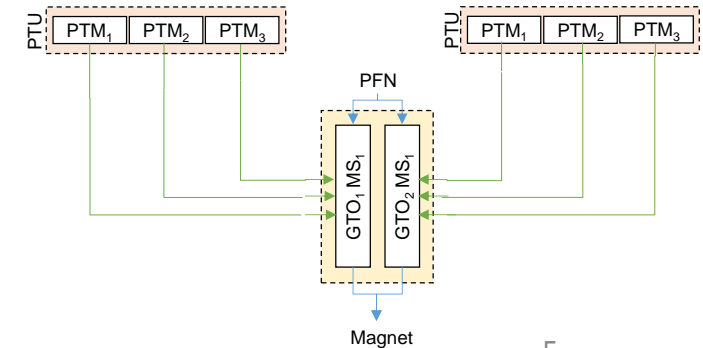 PTU
PTM₁ PTM₂ PTM₃
PTU
PTM₁ PTM₂ PTM₃
PFN
GTO₁ MS₁
GTO₂ MS₁
Magnet